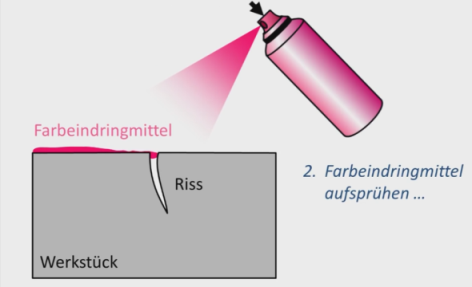 Farbeindringmittel
Riss
2. Farbeindringmittel
aufsprühen ...
Werkstück